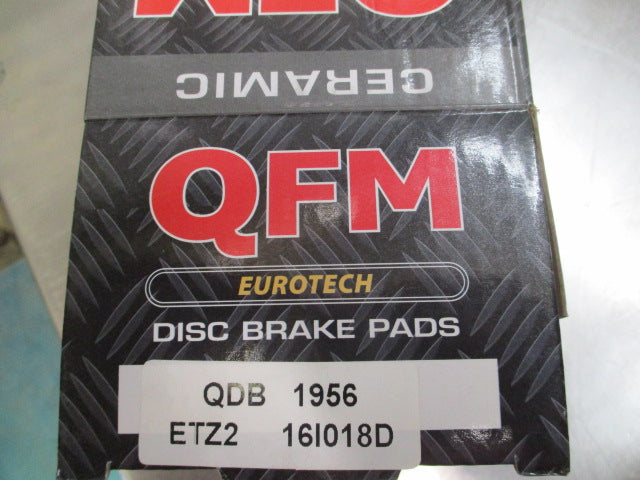 CERAMIC
QFM
EUROTECH
DISC BRAKE PADS
QDB 1956
ETZ2 16I018D